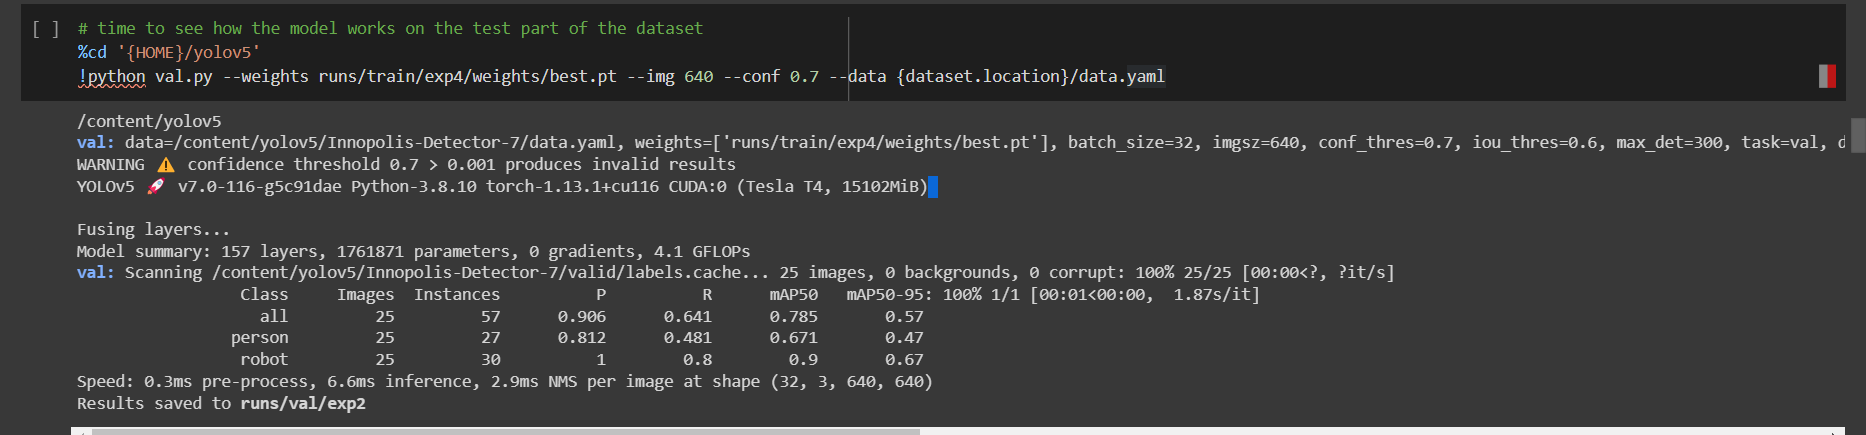 [ ] # time to see how the model works on the test part of the dataset
%cd '{HOME}/yolov5'
!python val.py --weights runs/train/exp4/weights/best.pt --img 640 --conf 0.7 --data {dataset.location}/data.yaml
/content/yolov5
val: data=/content/yolov5/Innopolis-Detector-7/data.yaml, weights=['runs/train/exp4/weights/best.pt'], batch_size=32, imgsz=640, conf_thres=0.7, iou_thres=0.6, max_det=300, task=val, d
WARNING ⚠️ confidence threshold 0.7 > 0.001 produces invalid results
YOLOv5 🚀 v7.0-116-g5c91dae Python-3.8.10 torch-1.13.1+cu116 CUDA:0 (Tesla T4, 15102MiB)
Fusing layers...
Model summary: 157 layers, 1761871 parameters, 0 gradients, 4.1 GFLOPs
val: Scanning /content/yolov5/Innopolis-Detector-7/valid/labels.cache... 25 images, 0 backgrounds, 0 corrupt: 100% 25/25 [00:00<?, ?it/s]
Class Images Instances P R mAP50 mAP50-95: 100% 1/1 [00:01<00:00, 1.87s/it]
all 25 57 0.906 0.641 0.785 0.57
person 25 27 0.812 0.481 0.671 0.47
robot 25 30 1 0.8 0.9 0.67
Speed: 0.3ms pre-process, 6.6ms inference, 2.9ms NMS per image at shape (32, 3, 640, 640)
Results saved to runs/val/exp2